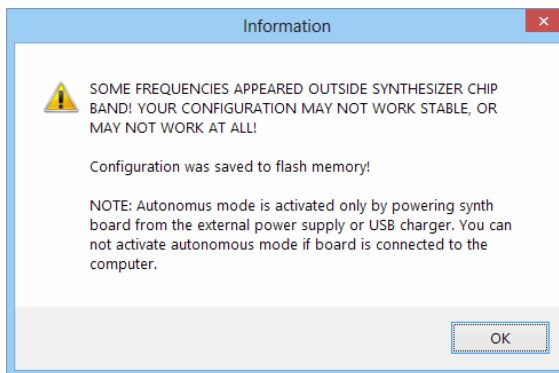 Information
SOME FREQUENCIES APPEARED OUTSIDE SYNTHESIZER CHIP
BAND! YOUR CONFIGURATION MAY NOT WORK STABLE, OR
MAY NOT WORK AT ALL!
Configuration was saved to flash memory!
NOTE: Autonomus mode is activated only by powering synth
board from the external power supply or USB charger. You can
not activate autonomous mode if board is connected to the
computer.
OK